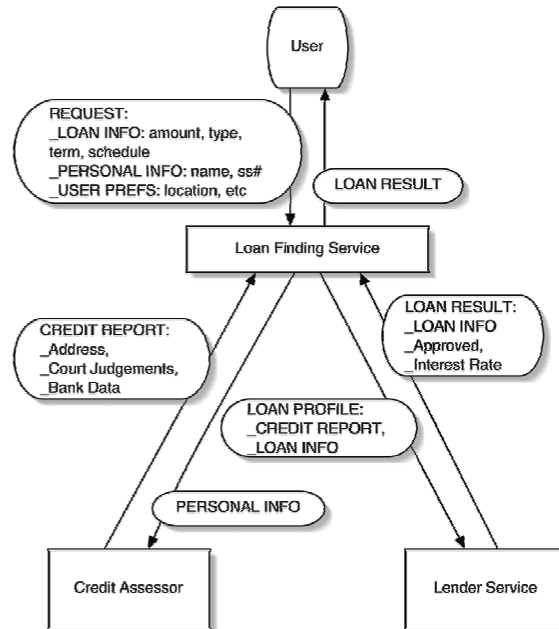 User
REQUEST:
_LOAN INFO: amount, type,
term, schedule
_PERSONAL INFO: name, ss#
_USER PREFS: location, etc
LOAN RESULT
Loan Finding Service
CREDIT REPORT:
_Address,
_Court Judgements,
_Bank Data
LOAN RESULT:
_LOAN INFO
_Approved,
_Interest Rate
LOAN PROFILE:
_CREDIT REPORT,
_LOAN INFO
PERSONAL INFO
Credit Assessor
Lender Service